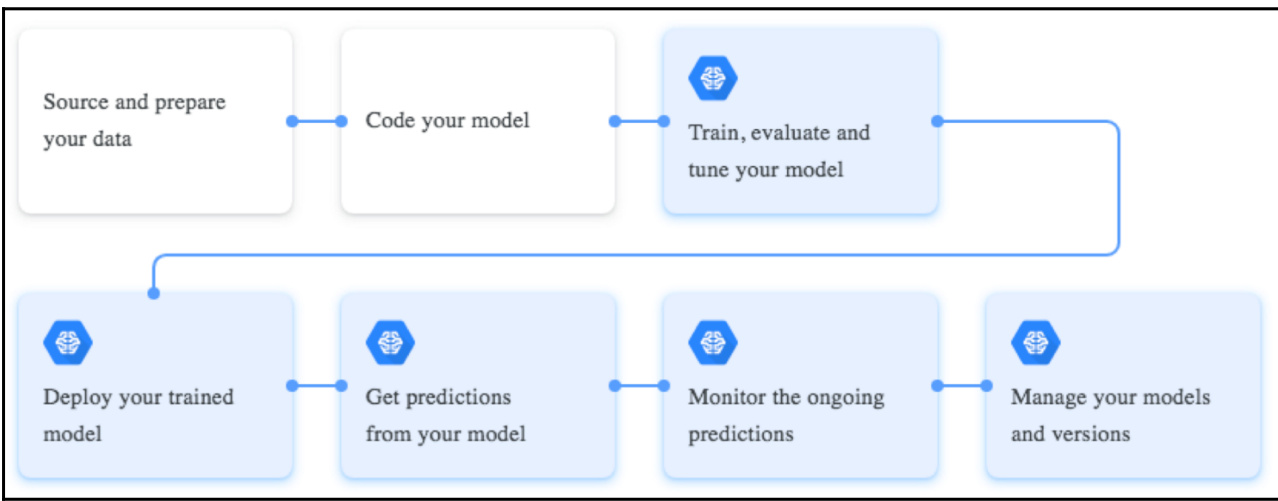 Source and prepare
your data
Code your model
Train, evaluate and
tune your model
Deploy your trained
model
Get predictions
from your model
Monitor the ongoing
predictions
Manage your models
and versions